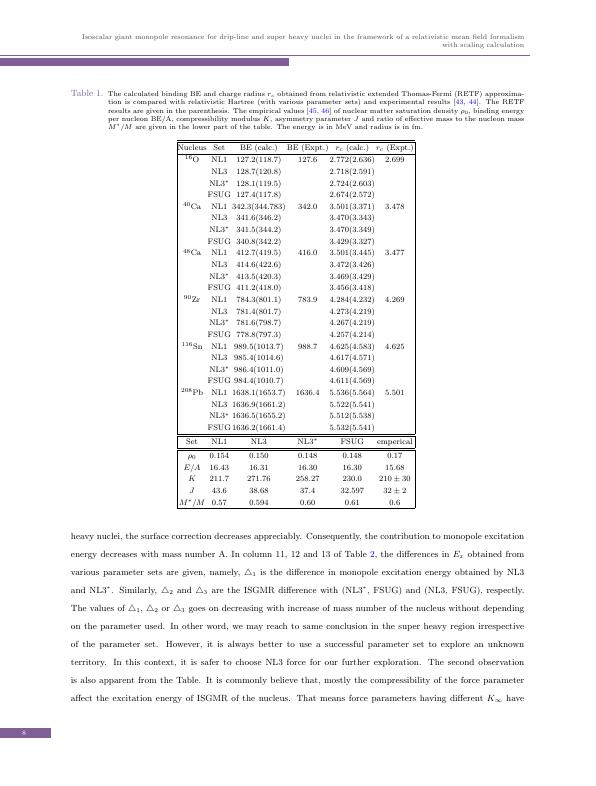 Isoscalar giant monopole resonance for drip-line and super heavy nuclei in the framework of a relativistic mean field formalism
with scaling calculation
Table 1. The calculated binding BE and charge radius r_c obtained from relativistic extended Thomas-Fermi (RETF) approxima-
tion is compared with relativistic Hartree (with various parameter sets) and experimental results [43, 44]. The RETF
results are given in the parenthesis. The empirical values [45, 46] of nuclear matter saturation density ρ₀, binding energy
per nucleon BE/A, compressibility modulus K, asymmetry parameter J and ratio of effective mass to the nucleon mass
M*/M are given in the lower part of the table. The energy is in MeV and radius is in fm.
Nucleus Set BE (calc.) BE (Expt.) r_c (calc.) r_c (Expt.)
¹⁶O NL1 127.2(118.7) 127.6 2.772(2.636) 2.699
NL3 128.7(120.8) 2.718(2.591)
NL3* 128.1(119.5) 2.724(2.603)
FSUG 127.4(117.8) 2.674(2.572)
⁴⁰Ca NL1 342.3(344.783) 342.0 3.501(3.371) 3.478
NL3 341.6(346.2) 3.470(3.343)
NL3* 341.5(344.2) 3.470(3.349)
FSUG 340.8(342.2) 3.429(3.327)
⁴⁸Ca NL1 412.7(419.5) 416.0 3.501(3.445) 3.477
NL3 414.6(422.6) 3.472(3.426)
NL3* 413.5(420.3) 3.469(3.429)
FSUG 411.2(418.0) 3.456(3.418)
⁹⁰Zr NL1 784.3(801.1) 783.9 4.284(4.232) 4.269
NL3 781.4(801.7) 4.273(4.219)
NL3* 781.6(798.7) 4.267(4.219)
FSUG 778.8(797.3) 4.257(4.214)
¹¹⁶Sn NL1 989.5(1013.7) 988.7 4.625(4.583) 4.625
NL3 985.4(1014.6) 4.617(4.571)
NL3* 986.4(1011.0) 4.609(4.569)
FSUG 984.4(1010.7) 4.611(4.569)
²⁰⁸Pb NL1 1638.1(1653.7) 1636.4 5.536(5.564) 5.501
NL3 1636.9(1661.2) 5.522(5.541)
NL3* 1636.5(1655.2) 5.512(5.538)
FSUG 1636.2(1661.4) 5.532(5.541)
Set NL1 NL3 NL3* FSUG emperical
ρ₀ 0.154 0.150 0.148 0.148 0.17
E/A 16.43 16.31 16.30 16.30 15.68
K 211.7 271.76 258.27 230.0 210 ± 30
J 43.6 38.68 37.4 32.597 32 ± 2
M*/M 0.57 0.594 0.60 0.61 0.6
heavy nuclei, the surface correction decreases appreciably. Consequently, the contribution to monopole excitation
energy decreases with mass number A. In column 11, 12 and 13 of Table 2, the differences in E_x obtained from
various parameter sets are given, namely, △₁ is the difference in monopole excitation energy obtained by NL3
and NL3*. Similarly, △₂ and △₃ are the ISGMR difference with (NL3*, FSUG) and (NL3, FSUG), respectly.
The values of △₁, △₂ or △₃ goes on decreasing with increase of mass number of the nucleus without depending
on the parameter used. In other word, we may reach to same conclusion in the super heavy region irrespective
of the parameter set. However, it is always better to use a successful parameter set to explore an unknown
territory. In this context, it is safer to choose NL3 force for our further exploration. The second observation
is also apparent from the Table. It is commonly believe that, mostly the compressibility of the force parameter
affect the excitation energy of ISGMR of the nucleus. That means force parameters having different K_∞ have
8